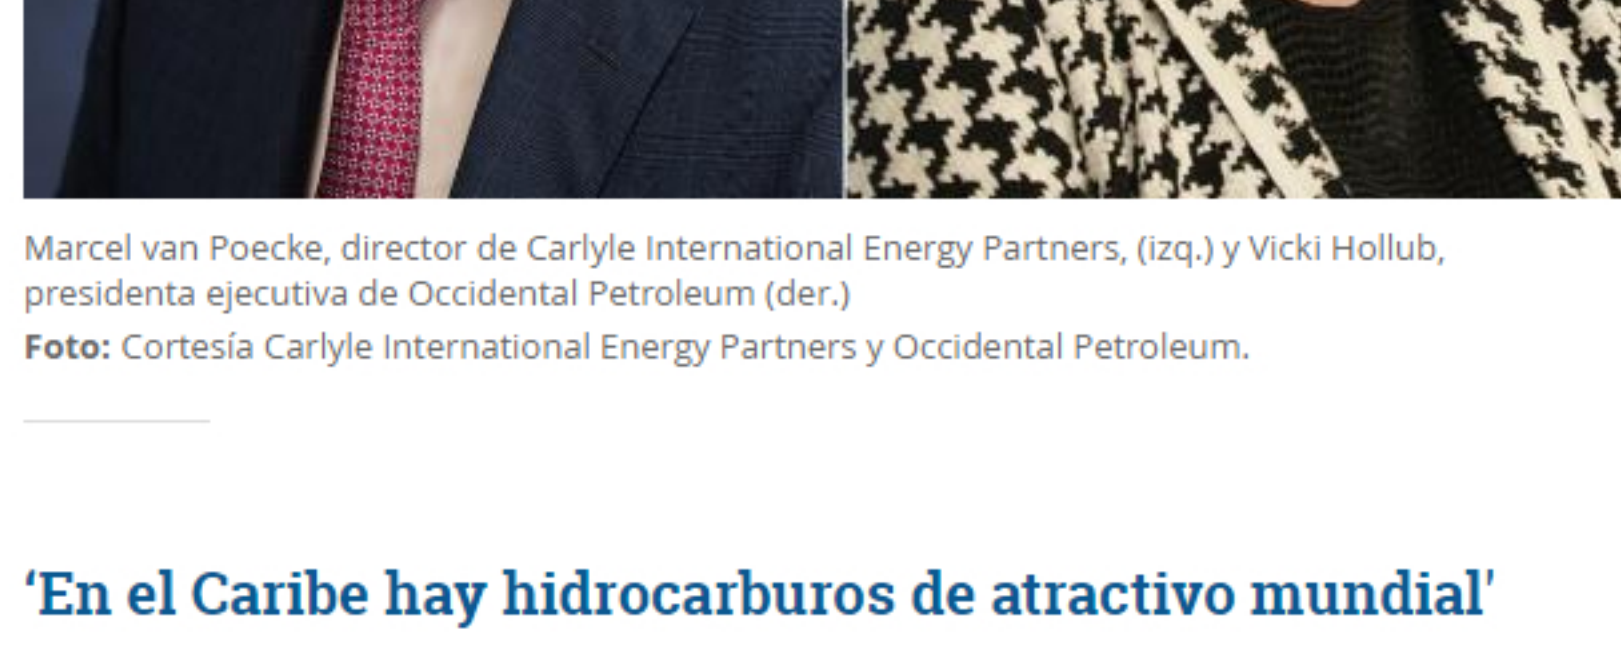 Marcel van Poecke, director de Carlyle International Energy Partners, (izq.) y Vicki Hollub,
presidenta ejecutiva de Occidental Petroleum (der.)
Foto: Cortesía Carlyle International Energy Partners y Occidental Petroleum.
‘En el Caribe hay hidrocarburos de atractivo mundial’